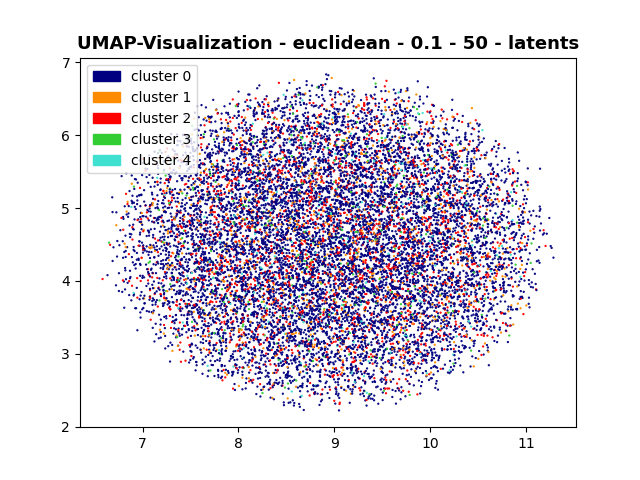 UMAP-Visualization - euclidean - 0.1 - 50 - latents
7
6
5
4
3
2
cluster 0
cluster 1
cluster 2
cluster 3
cluster 4
7 8 9 10 11